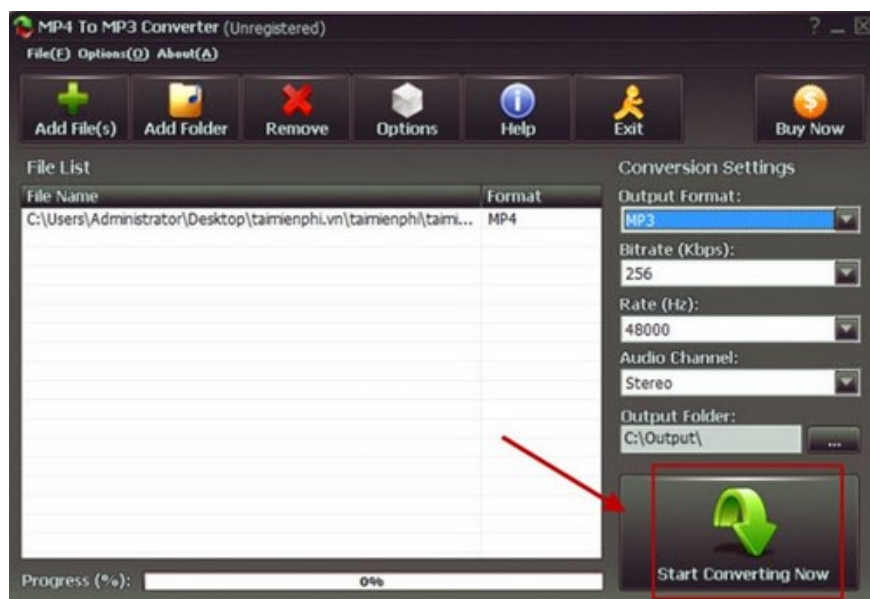 MP4 To MP3 Converter (Unregistered) ?
File(F) Options(O) About(A)
Add File(s) Add Folder Remove Options Help Exit Buy Now
File List
File Name Format
C:\Users\Administrator\Desktop\taimienphi.vn\taimienphi\taimi... MP4
Conversion Settings
Output Format:
MP3
Bitrate (Kbps):
256
Rate (Hz):
48000
Audio Channel:
Stereo
Output Folder:
C:\Output\ ...
Start Converting Now
Progress (%): 0%